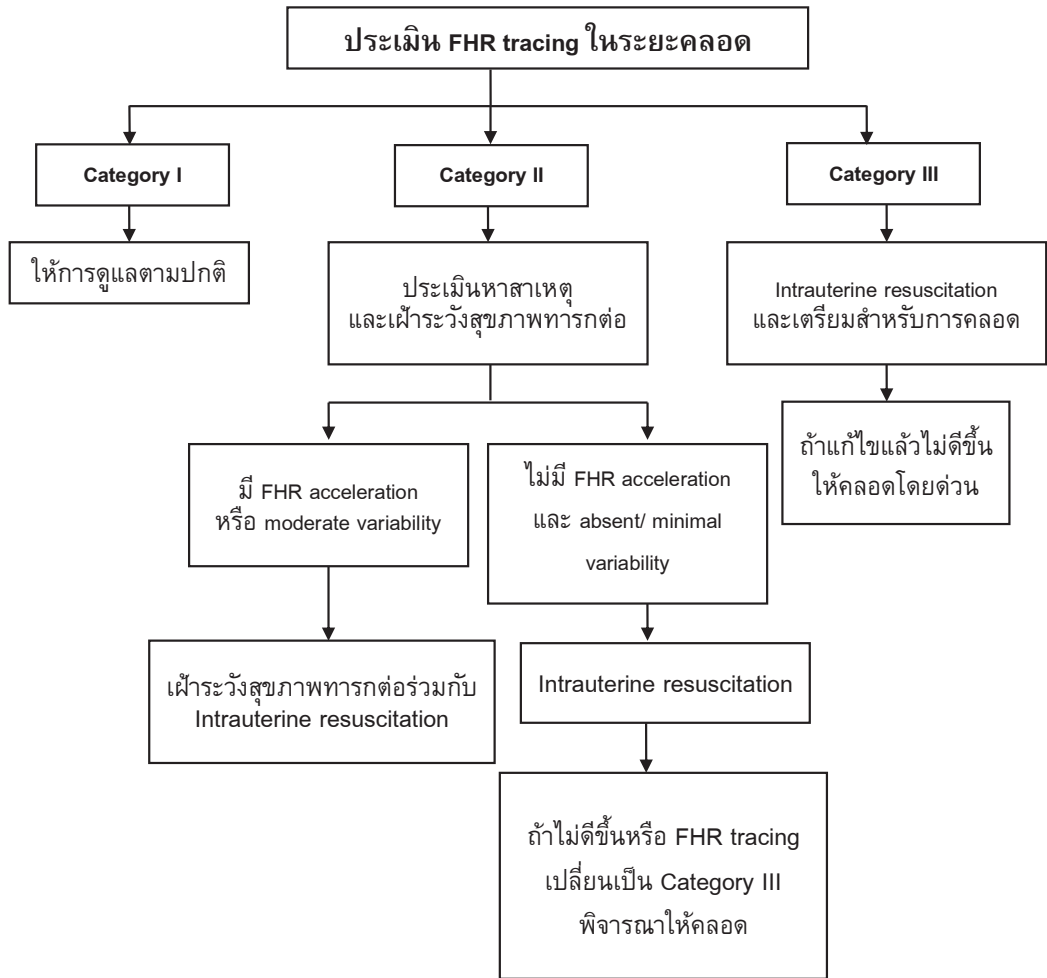 ประเมิน FHR tracing ในระยะคลอด
Category I
Category II
Category III
ให้การดูแลตามปกติ
ประเมินหาสาเหตุ
และเฝ้าระวังสุขภาพทารกต่อ
Intrauterine resuscitation
และเตรียมสำหรับการคลอด
มี FHR acceleration
หรือ moderate variability
ไม่มี FHR acceleration
และ absent/ minimal
variability
ถ้าแก้ไขแล้วไม่ดีขึ้น
ให้คลอดโดยด่วน
เฝ้าระวังสุขภาพทารกต่อร่วมกับ
Intrauterine resuscitation
Intrauterine resuscitation
ถ้าไม่ดีขึ้นหรือ FHR tracing
เปลี่ยนเป็น Category III
พิจารณาให้คลอด